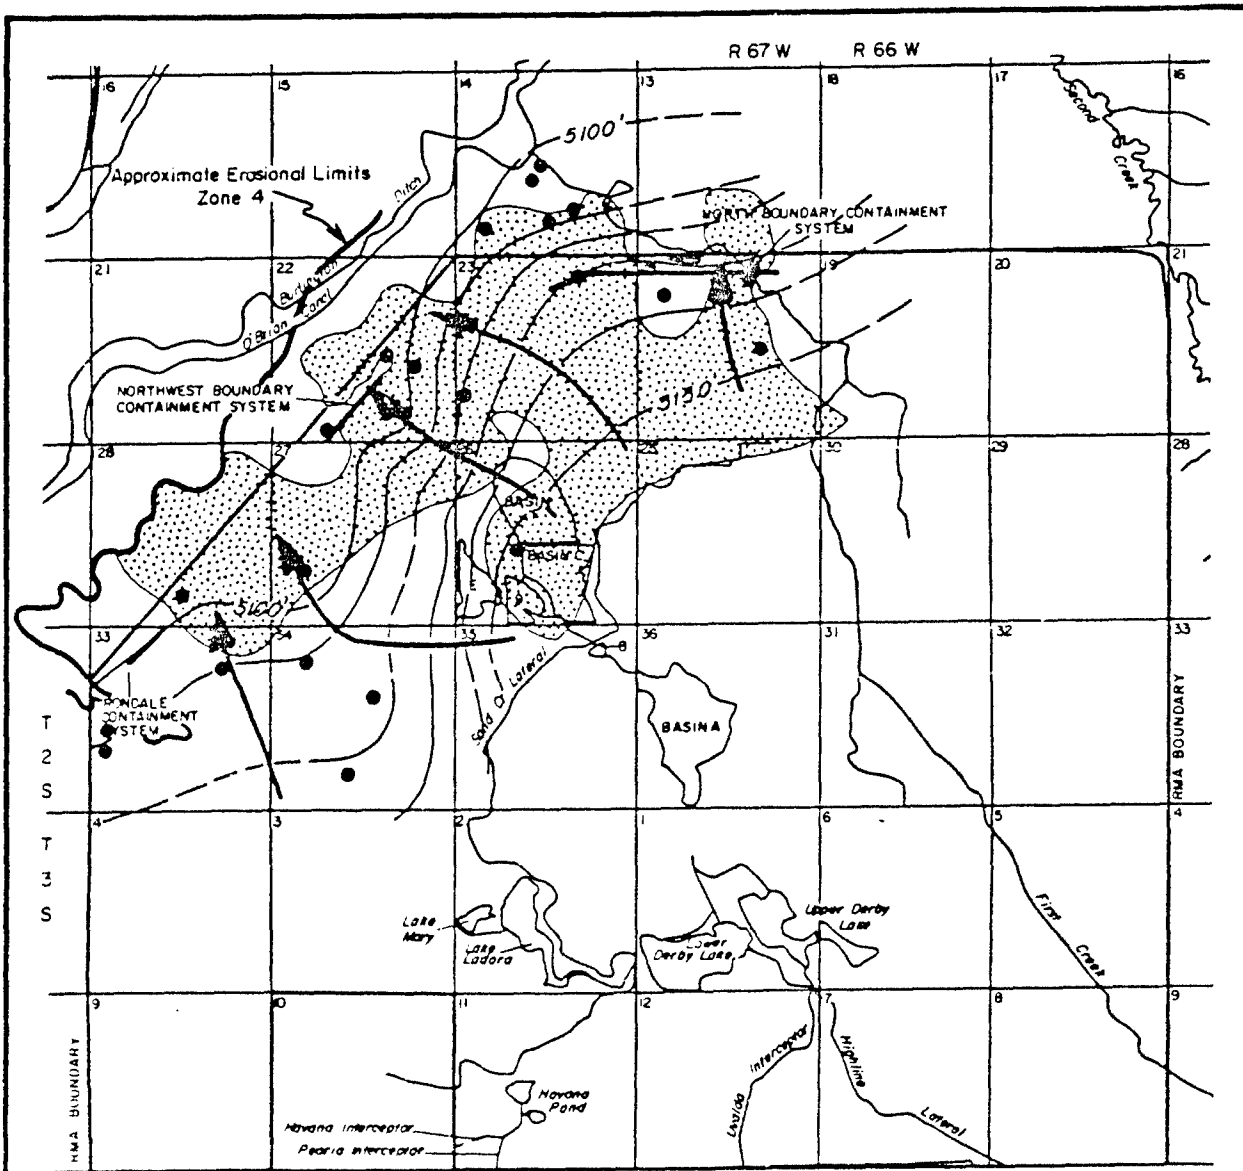 R 67 W R 66 W
16 15 14 13 18 17 16
Second
Creek
5100'
Approximate Erosional Limits
Zone 4
Ditch
Burlington
O'Brian Canal
NORTH BOUNDARY CONTAINMENT
SYSTEM
21 22 23 19 20 21
NORTHWEST BOUNDARY
CONTAINMENT SYSTEM
5130'
28 27 26 25 30 29 28
BASIN F
BASIN C
5100'
33 34 35 36 31 32 33
Sand Cr Lateral
RONDALE
CONTAINMENT
SYSTEM
BASIN A
RMA BOUNDARY
T
2
S
4 3 2 1 6 5 4
T
3
S
First
Creek
Lake
Mary
Lake
Ladora
Lower
Derby Lake
Upper Derby
Lake
9 10 11 12 7 8 9
RMA BOUNDARY
Havana
Pond
Havana Interceptor
Peoria Interceptor
Uvalda Interceptor
Highline
Lateral